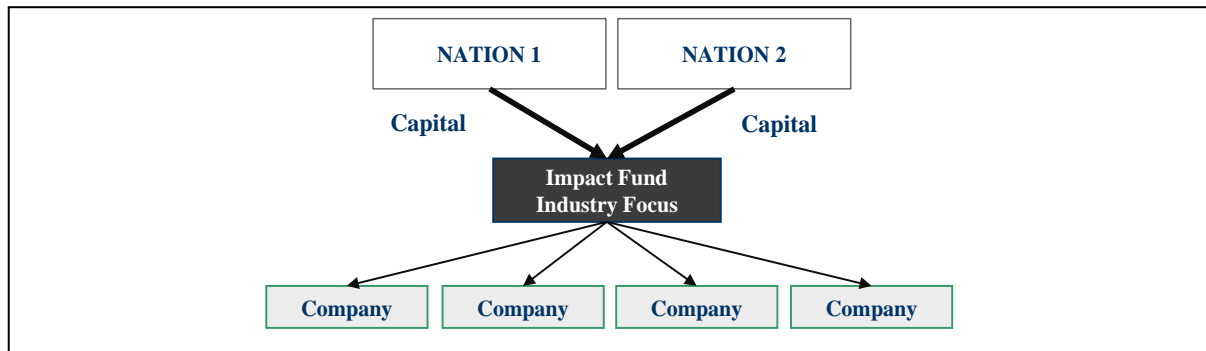 NATION 1
NATION 2
Capital
Capital
Impact Fund
Industry Focus
Company
Company
Company
Company